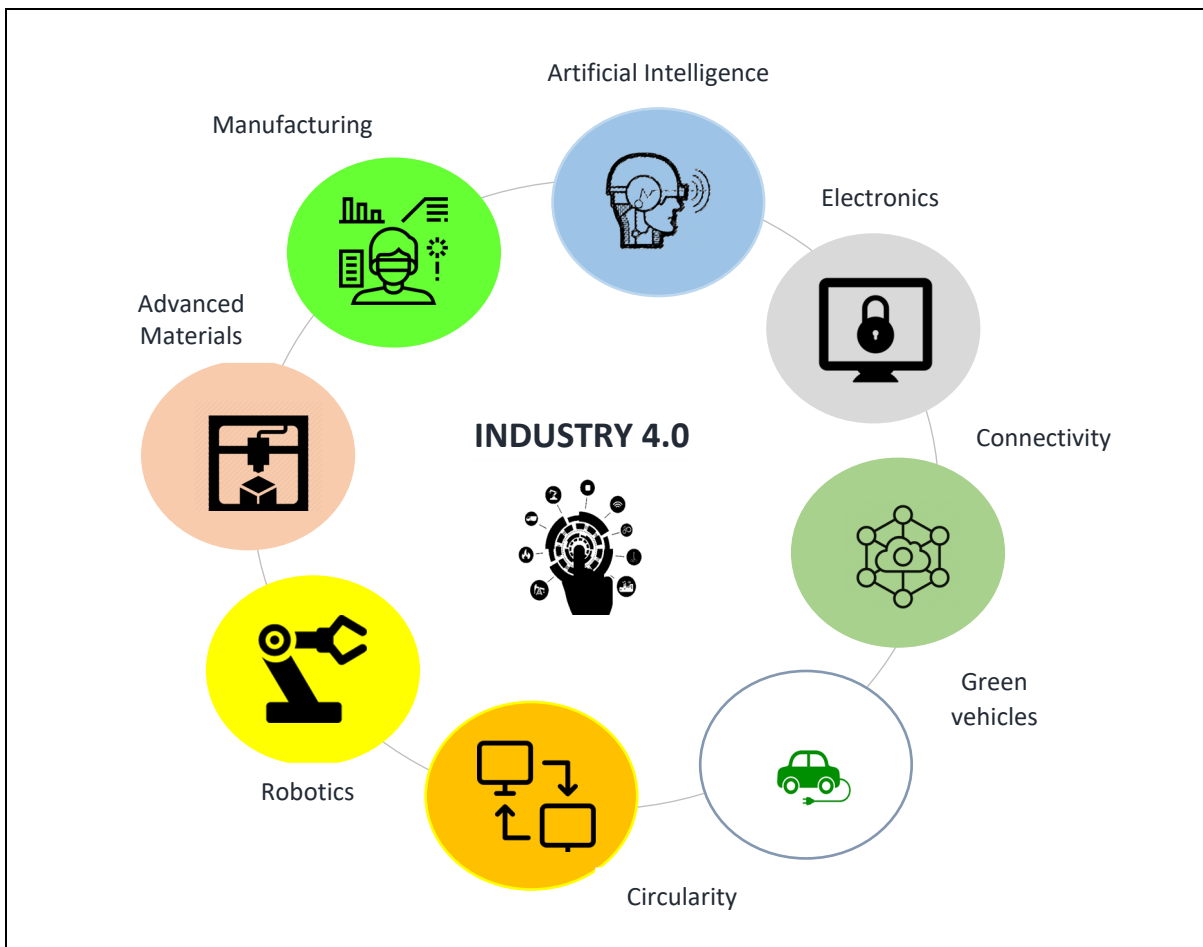 Artificial Intelligence
Manufacturing
Electronics
Advanced
Materials
INDUSTRY 4.0
Connectivity
Green
vehicles
Robotics
Circularity